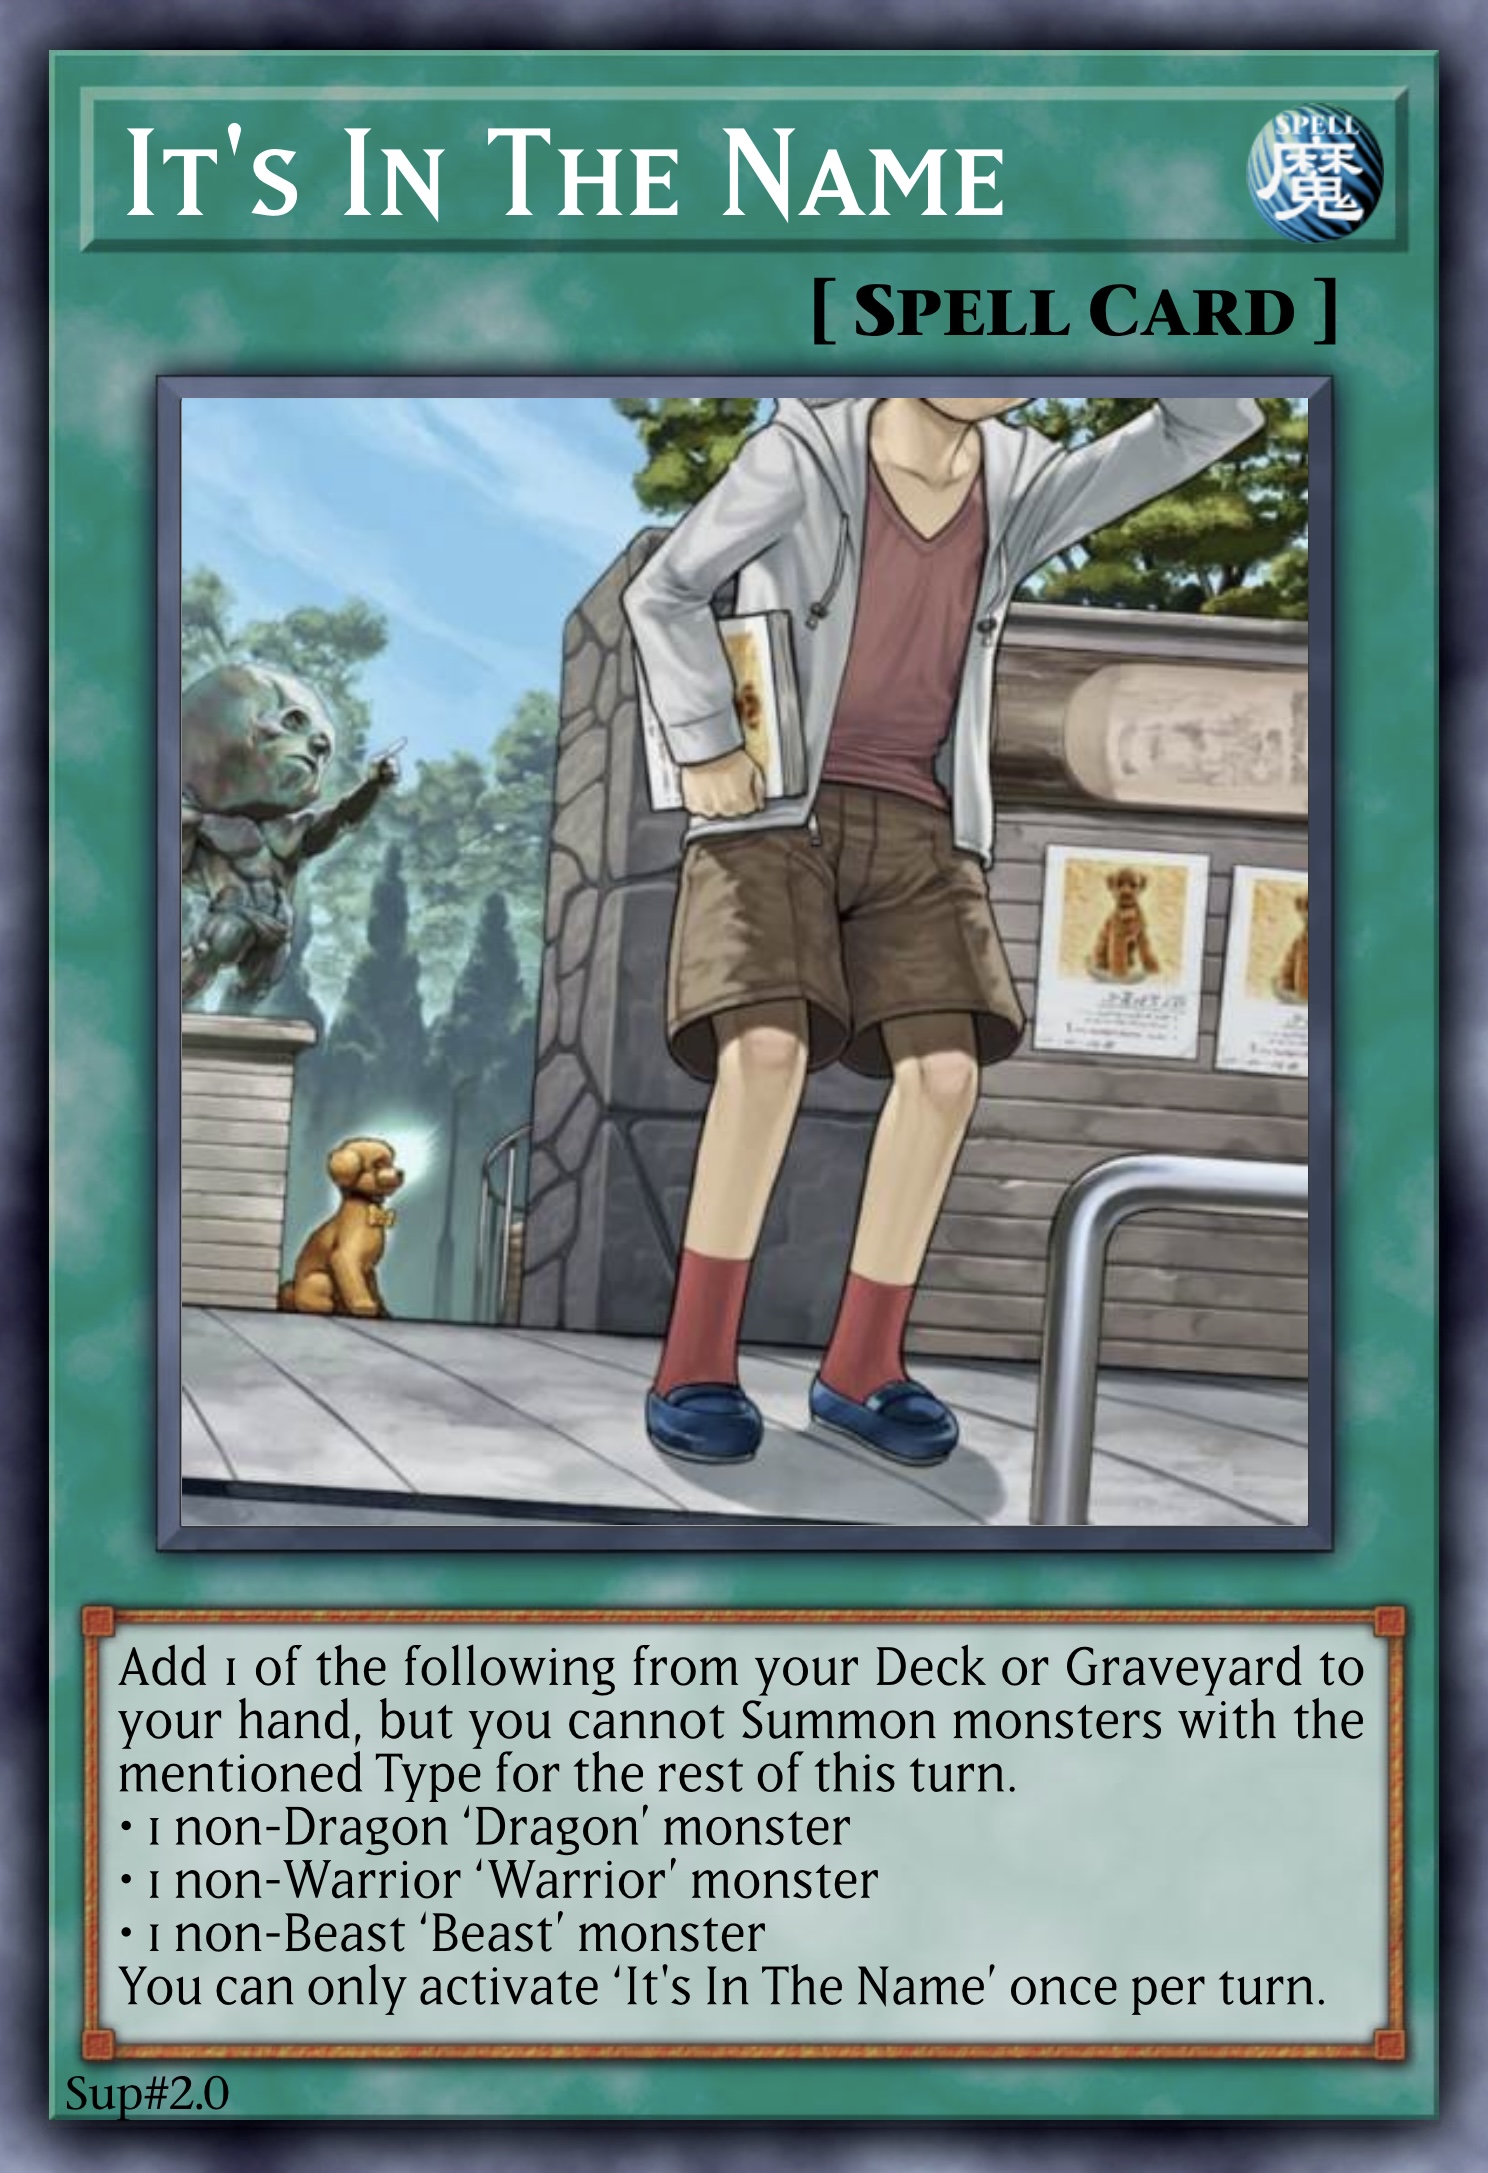 It's In The Name
SPELL
魔
[ Spell Card ]
Add 1 of the following from your Deck or Graveyard to
your hand, but you cannot Summon monsters with the
mentioned Type for the rest of this turn.
• 1 non-Dragon ‘Dragon’ monster
• 1 non-Warrior ‘Warrior’ monster
• 1 non-Beast ‘Beast’ monster
You can only activate ‘It's In The Name’ once per turn.
Sup#2.0